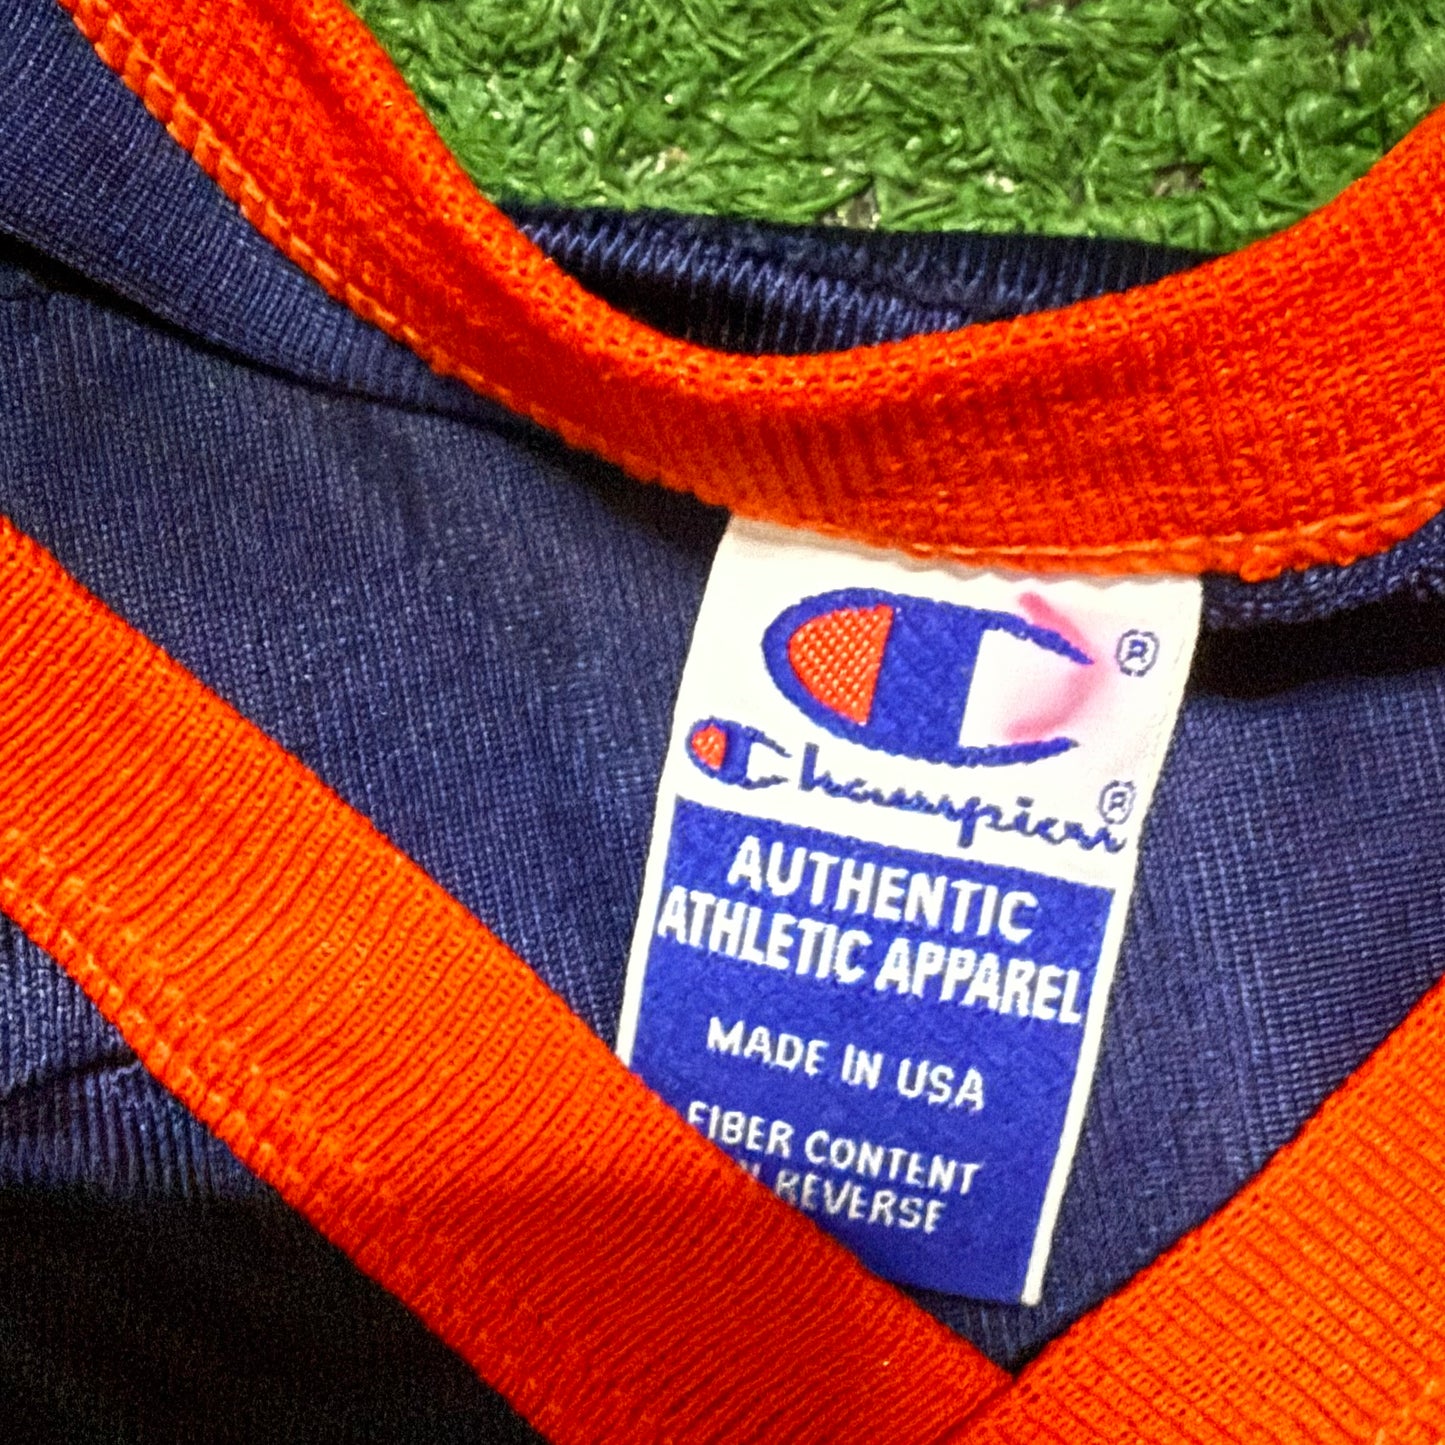 ®
Champion®
AUTHENTIC
ATHLETIC APPAREL
MADE IN USA
FIBER CONTENT
REVERSE